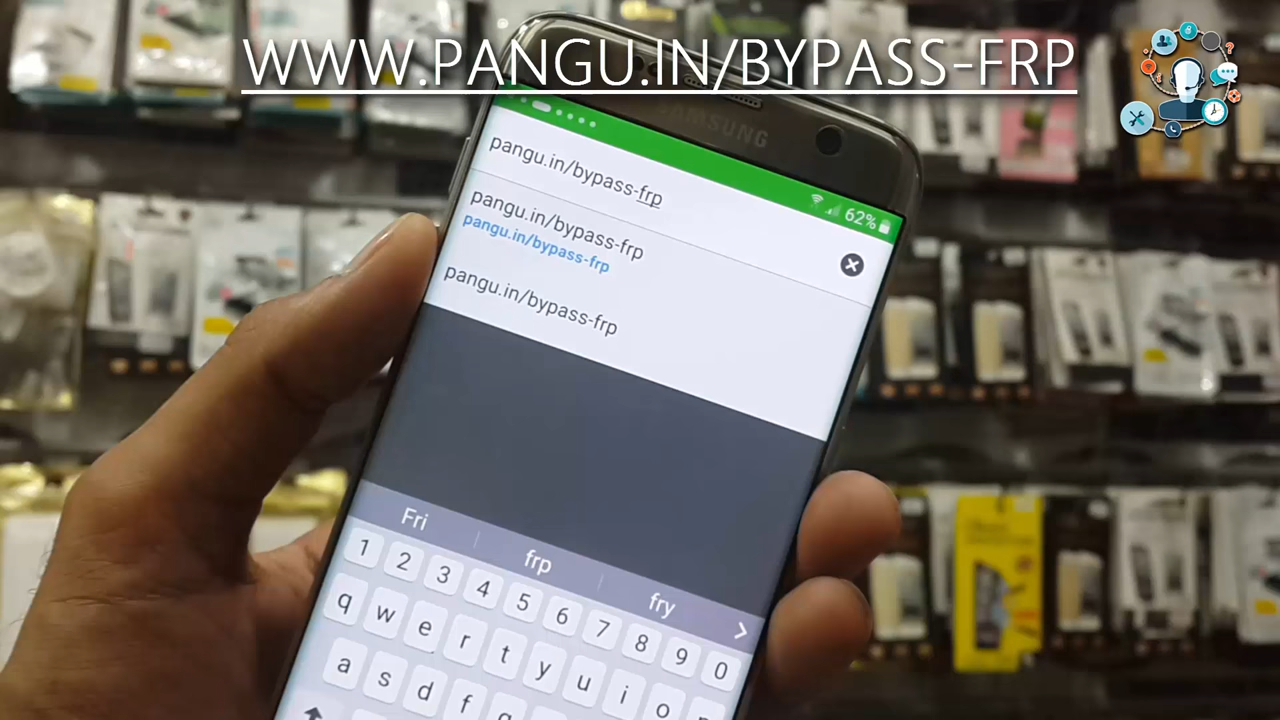 WWW.PANGU.IN/BYPASS-FRP
SAMSUNG
62%
pangu.in/bypass-frp
pangu.in/bypass-frp
pangu.in/bypass-frp
pangu.in/bypass-frp
Fri frp fry
1 2 3 4 5 6 7 8 9 0
q w e r t y u i o
a s d f